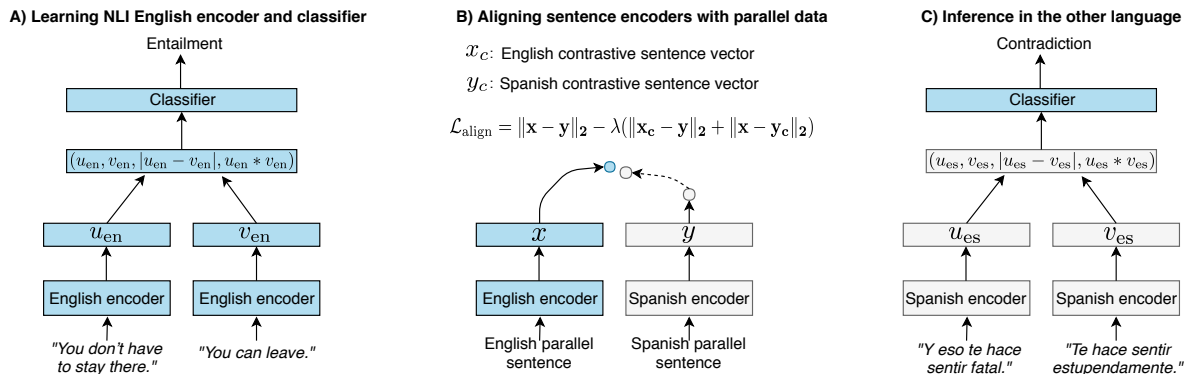 A) Learning NLI English encoder and classifier
Entailment
Classifier
(u_en, v_en, |u_en − v_en|, u_en * v_en)
u_en
v_en
English encoder
English encoder
"You don't have
to stay there."
"You can leave."
B) Aligning sentence encoders with parallel data
x_c: English contrastive sentence vector
y_c: Spanish contrastive sentence vector
L_align = ‖x − y‖₂ − λ(‖x_c − y‖₂ + ‖x − y_c‖₂)
x
y
English encoder
Spanish encoder
English parallel
sentence
Spanish parallel
sentence
C) Inference in the other language
Contradiction
Classifier
(u_es, v_es, |u_es − v_es|, u_es * v_es)
u_es
v_es
Spanish encoder
Spanish encoder
"Y eso te hace
sentir fatal."
"Te hace sentir
estupendamente."